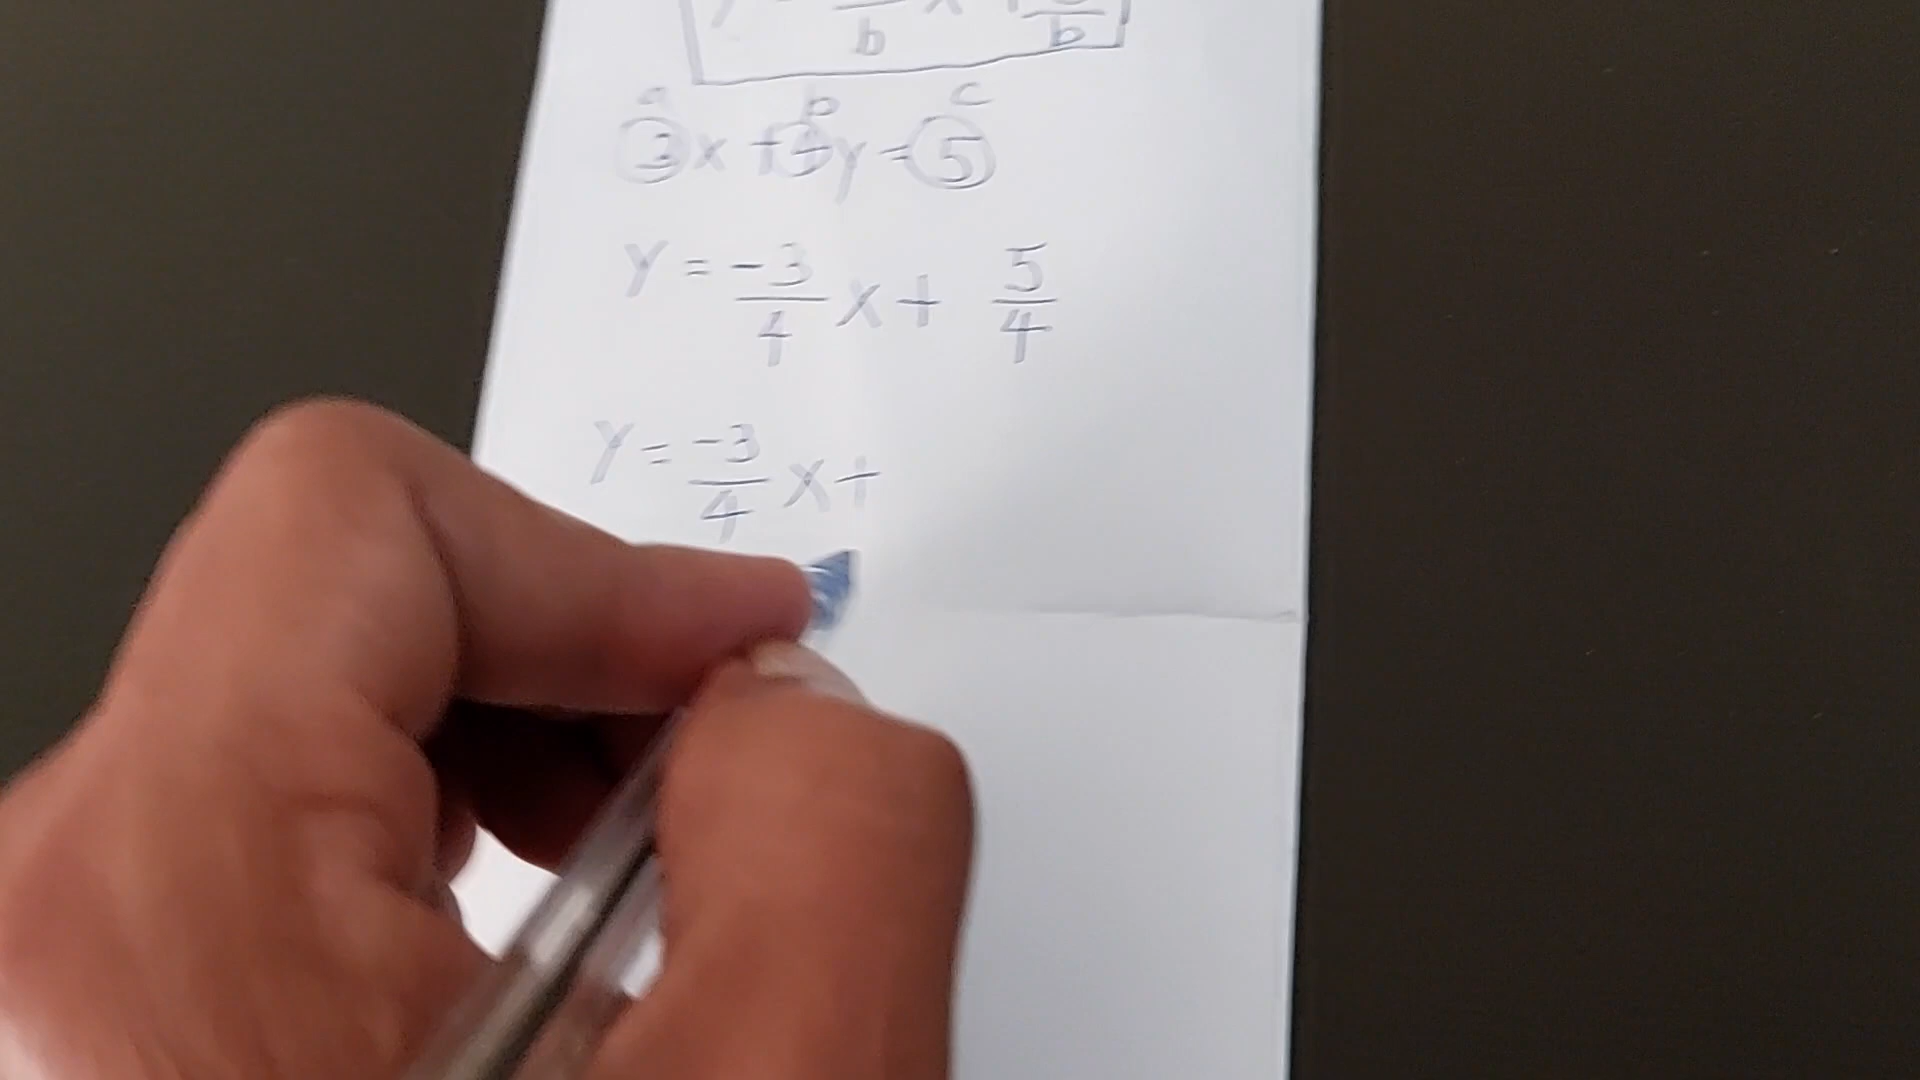 b b
a b c
3x + 4y = 5
y = -3/4 x + 5/4
y = -3/4 x +